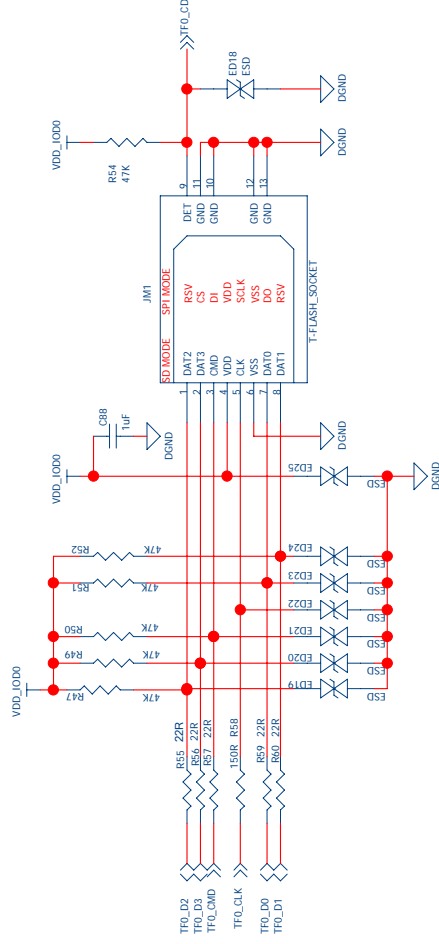 TF0_CD
ED18
ESD
DGND
VDD_IOD0
R54
47K
DGND
9
11
10
12
13
DET
GND
GND
GND
GND
JM1
SD MODE
SPI MODE
T-FLASH_SOCKET
RSV
CS
DI
VDD
SCLK
VSS
DO
RSV
DAT2
DAT3
CMD
VDD
CLK
VSS
DAT0
DAT1
1
2
3
4
5
6
7
8
VDD_IOD0
C88
1uF
DGND
DGND
ED25
ESD
DGND
R52
47K
R51
47K
R50
47K
R49
47K
R47
47K
VDD_IOD0
ED24
ESD
ED23
ESD
ED22
ESD
ED21
ESD
ED20
ESD
ED19
ESD
R55 22R
R56 22R
R57 22R
150R R58
R59 22R
R60 22R
TF0_D2
TF0_D3
TF0_CMD
TF0_CLK
TF0_D0
TF0_D1